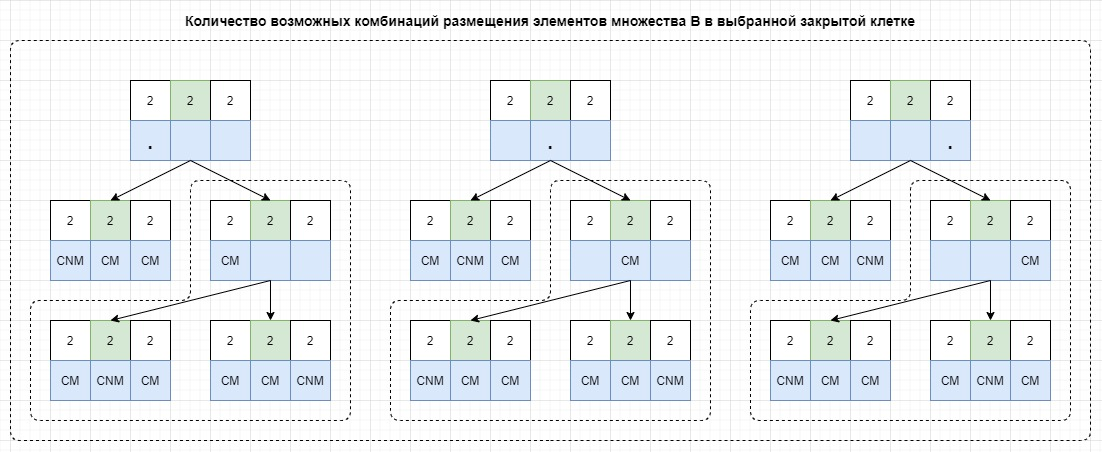 Количество возможных комбинаций размещения элементов множества B в выбранной закрытой клетке
2 2 2 2 2 2 2 2 2
. . .
2 2 2 2 2 2 2 2 2 2 2 2 2 2 2 2 2 2
CNM CM CM CM CM CNM CM CM CM CM CNM CM
2 2 2 2 2 2 2 2 2 2 2 2 2 2 2 2 2 2
CM CNM CM CM CM CNM CNM CM CM CM CM CNM CNM CM CM CM CNM CM